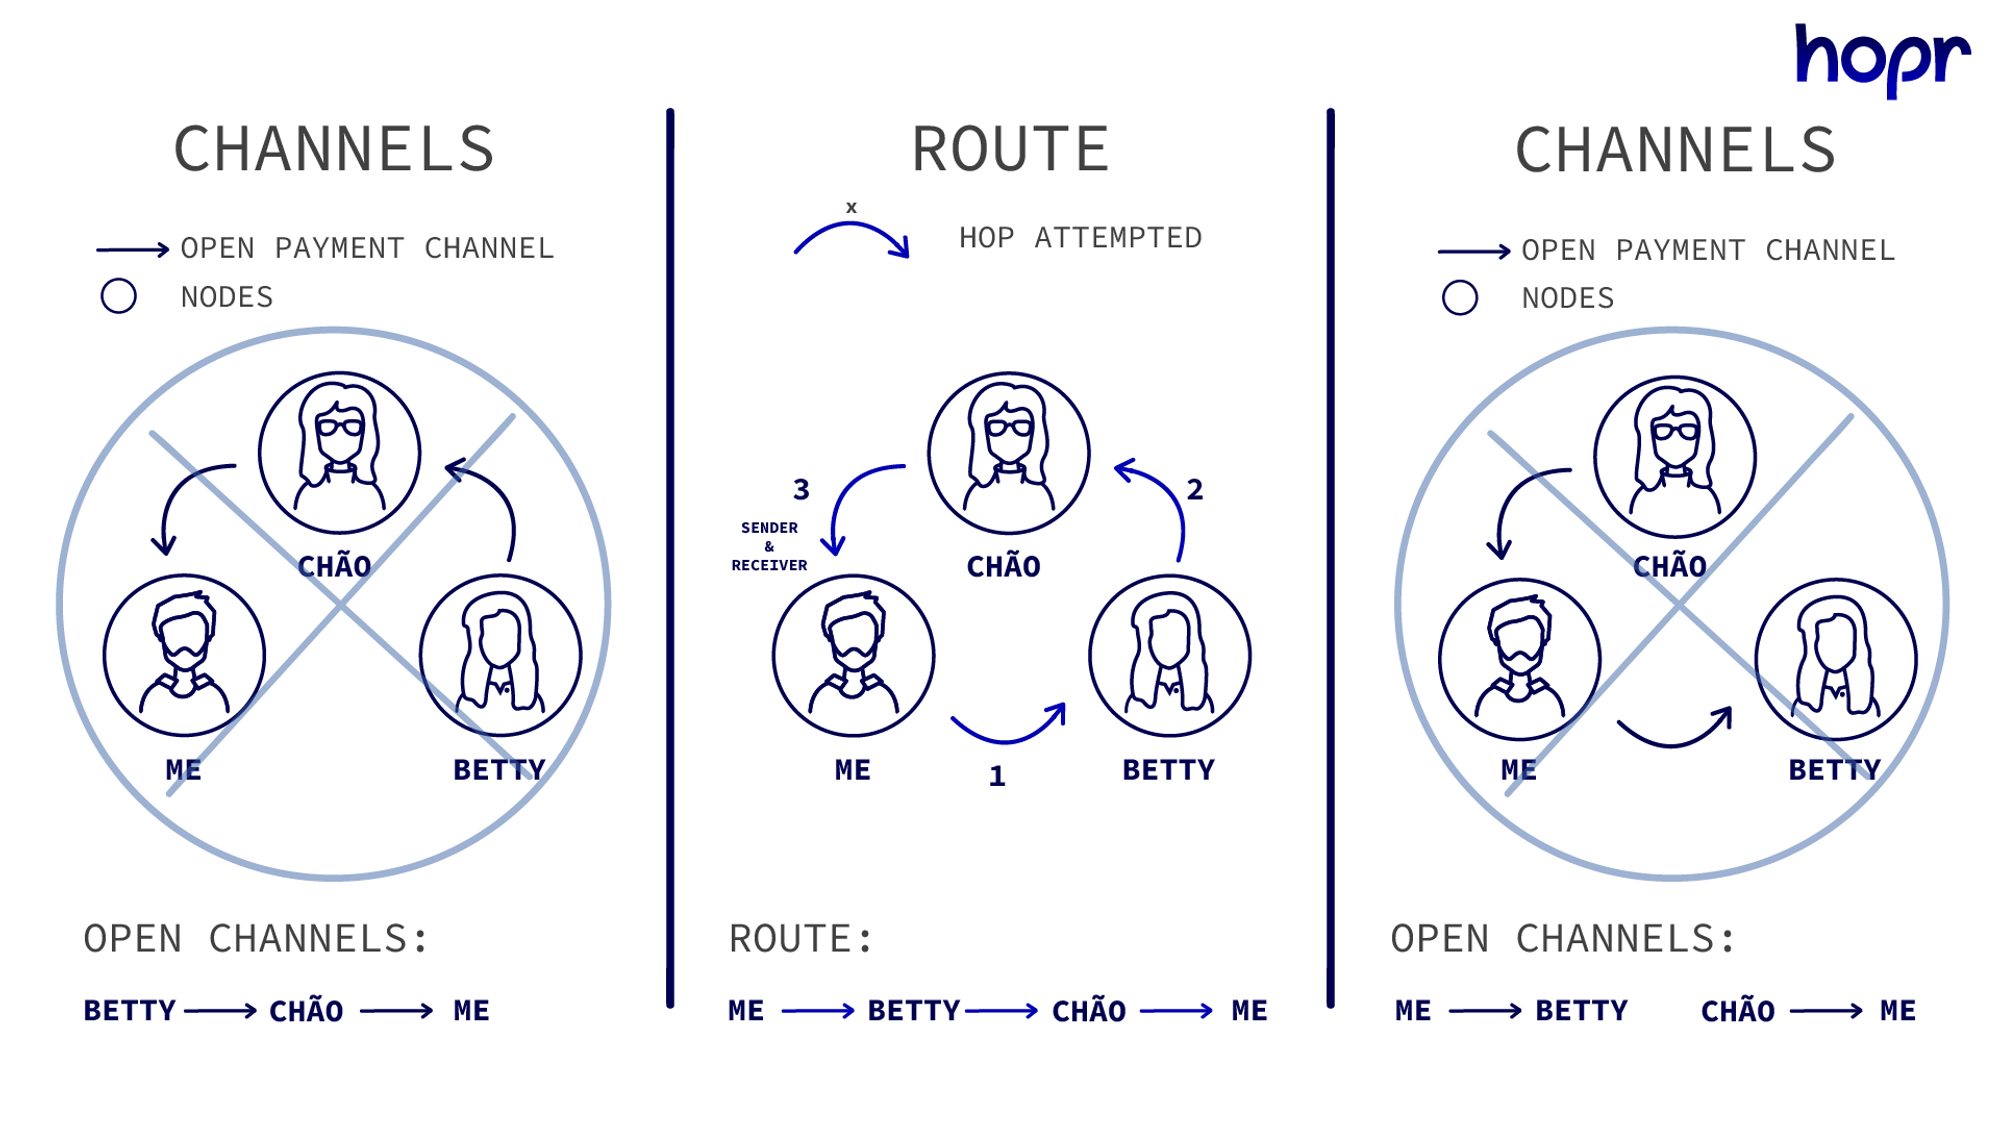 hopr
CHANNELS
OPEN PAYMENT CHANNEL
NODES
CHÃO
ME
BETTY
OPEN CHANNELS:
BETTY → CHÃO → ME
ROUTE
x
HOP ATTEMPTED
3
2
SENDER
&
RECEIVER
CHÃO
ME
BETTY
1
ROUTE:
ME → BETTY → CHÃO → ME
CHANNELS
OPEN PAYMENT CHANNEL
NODES
CHÃO
ME
BETTY
OPEN CHANNELS:
ME → BETTY CHÃO → ME